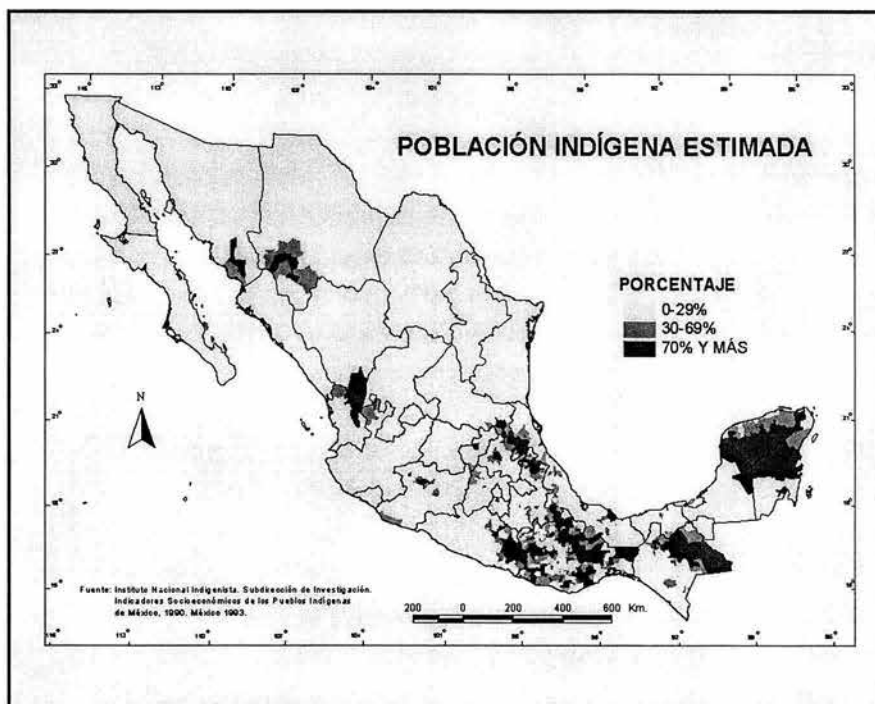 POBLACIÓN INDÍGENA ESTIMADA
PORCENTAJE
0-29%
30-69%
70% Y MÁS
N
Fuente: Instituto Nacional Indigenista. Subdirección de Investigación.
Indicadores Socioeconómicos de los Pueblos Indígenas
de México, 1990. México 1993.
200 0 200 400 600 Km.